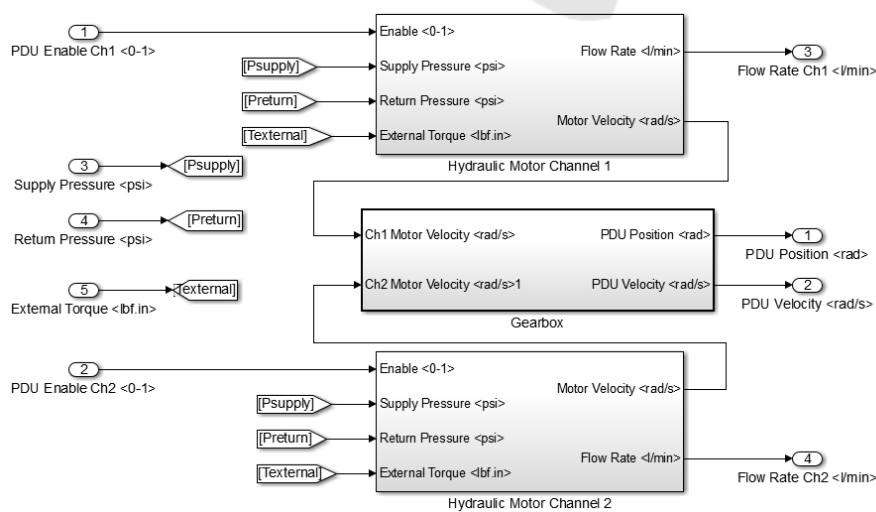 1
PDU Enable Ch1 <0-1>
[Psupply]
[Preturn]
[Texternal]
Enable <0-1>
Supply Pressure <psi>
Return Pressure <psi>
External Torque <lbf.in>
Flow Rate <l/min>
Motor Velocity <rad/s>
Hydraulic Motor Channel 1
3
Flow Rate Ch1 <l/min>
3
[Psupply]
Supply Pressure <psi>
4
[Preturn]
Return Pressure <psi>
5
[Texternal]
External Torque <lbf.in>
Ch1 Motor Velocity <rad/s>
Ch2 Motor Velocity <rad/s>1
PDU Position <rad>
PDU Velocity <rad/s>
Gearbox
1
PDU Position <rad>
2
PDU Velocity <rad/s>
2
PDU Enable Ch2 <0-1>
[Psupply]
[Preturn]
[Texternal]
Enable <0-1>
Supply Pressure <psi>
Return Pressure <psi>
External Torque <lbf.in>
Motor Velocity <rad/s>
Flow Rate <l/min>
Hydraulic Motor Channel 2
4
Flow Rate Ch2 <l/min>